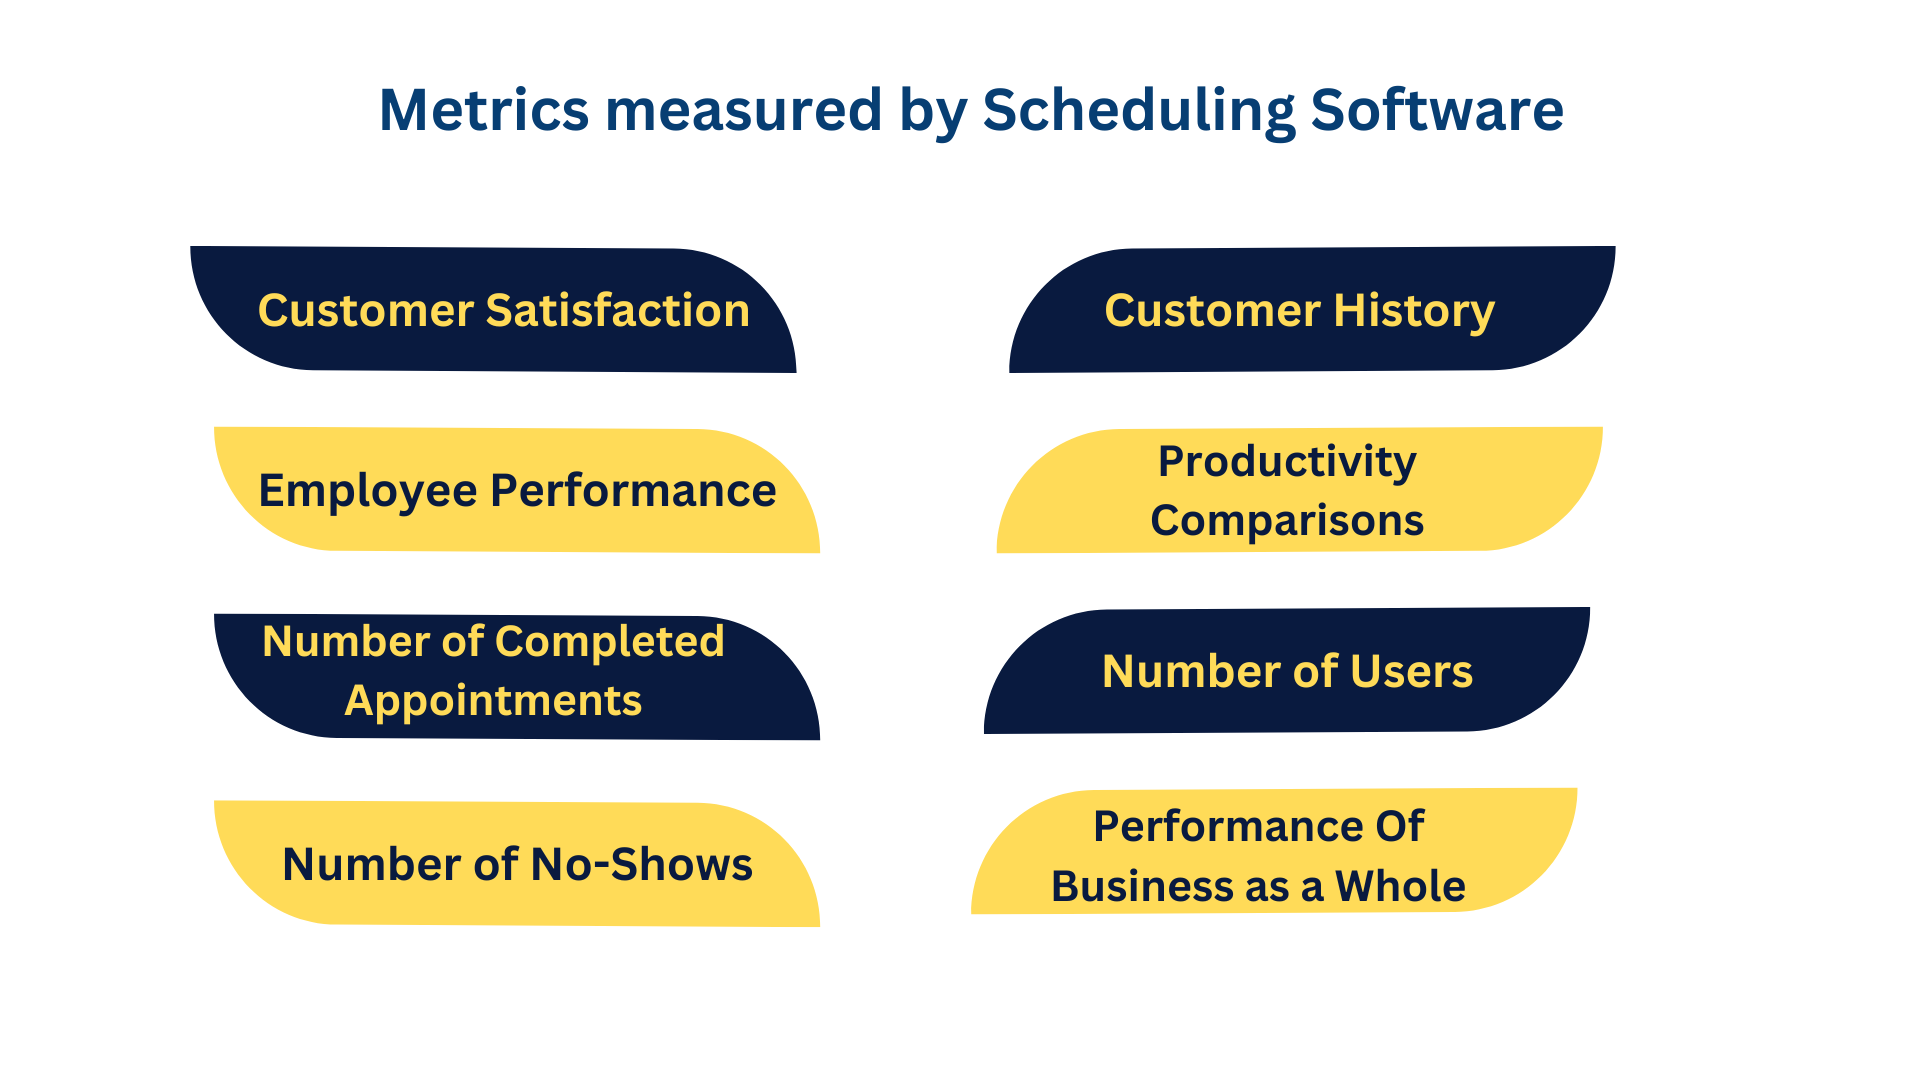 Metrics measured by Scheduling Software
Customer Satisfaction
Customer History
Employee Performance
Productivity
Comparisons
Number of Completed
Appointments
Number of Users
Number of No-Shows
Performance Of
Business as a Whole